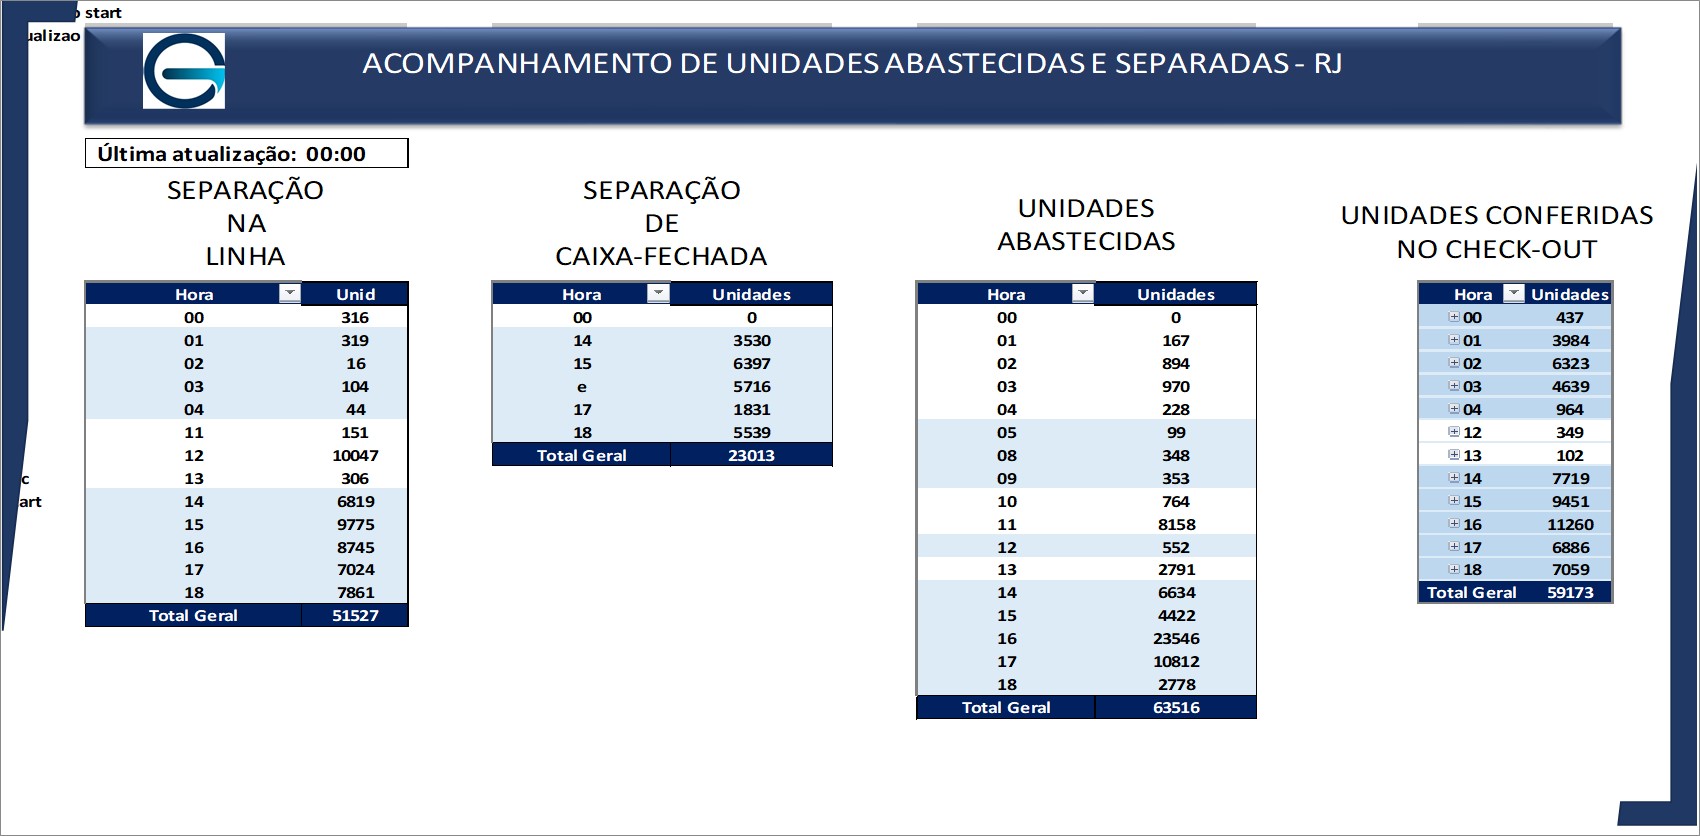 start
ualizao
ACOMPANHAMENTO DE UNIDADES ABASTECIDAS E SEPARADAS - RJ
Última atualização: 00:00
SEPARAÇÃO
NA
LINHA
Hora Unid
00 316
01 319
02 16
03 104
04 44
11 151
12 10047
13 306
14 6819
15 9775
16 8745
17 7024
18 7861
Total Geral 51527
c
art
SEPARAÇÃO
DE
CAIXA-FECHADA
Hora Unidades
00 0
14 3530
15 6397
e 5716
17 1831
18 5539
Total Geral 23013
UNIDADES
ABASTECIDAS
Hora Unidades
00 0
01 167
02 894
03 970
04 228
05 99
08 348
09 353
10 764
11 8158
12 552
13 2791
14 6634
15 4422
16 23546
17 10812
18 2778
Total Geral 63516
UNIDADES CONFERIDAS
NO CHECK-OUT
Hora Unidades
00 437
01 3984
02 6323
03 4639
04 964
12 349
13 102
14 7719
15 9451
16 11260
17 6886
18 7059
Total Geral 59173